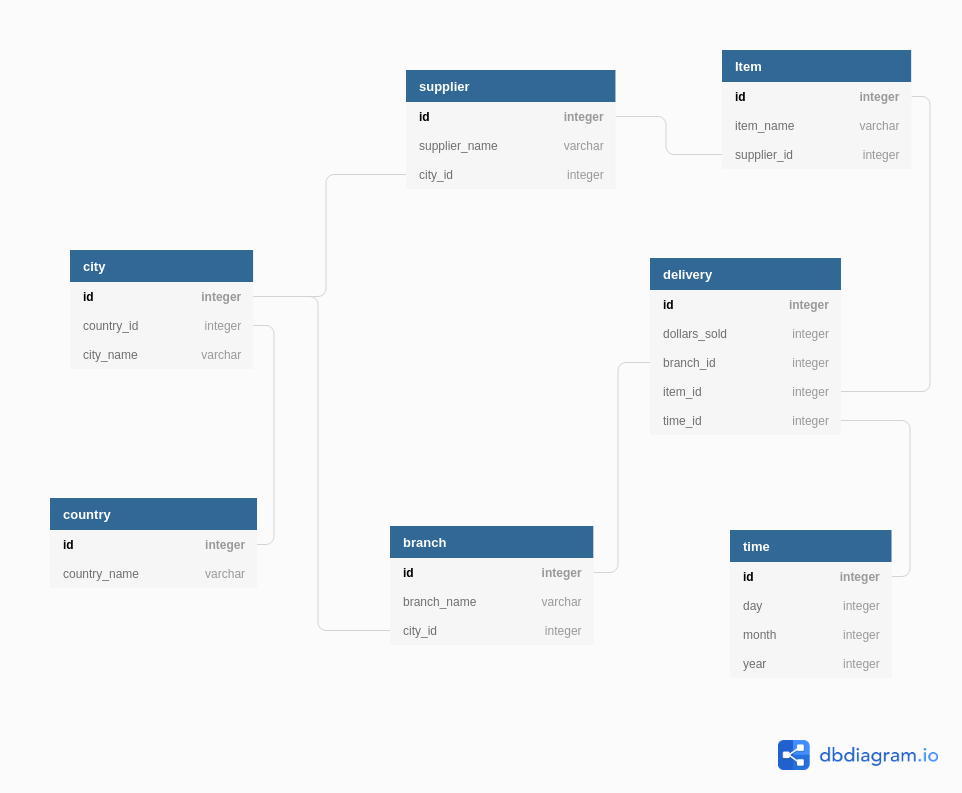 supplier
id integer
supplier_name varchar
city_id integer
Item
id integer
item_name varchar
supplier_id integer
city
id integer
country_id integer
city_name varchar
delivery
id integer
dollars_sold integer
branch_id integer
item_id integer
time_id integer
country
id integer
country_name varchar
branch
id integer
branch_name varchar
city_id integer
time
id integer
day integer
month integer
year integer
dbdiagram.io